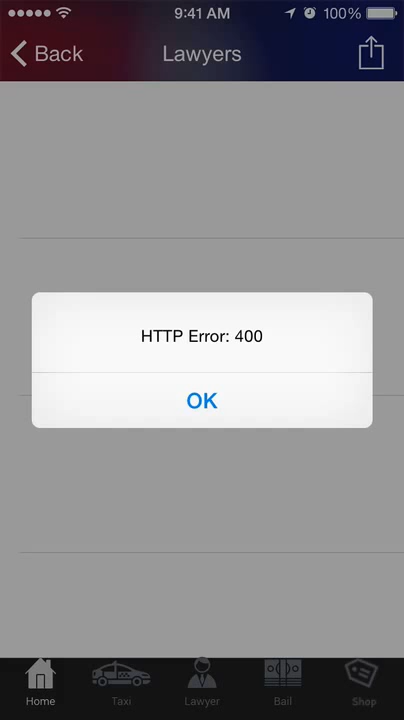 9:41 AM
100%
Back
Lawyers
HTTP Error: 400
OK
Home
Taxi
Lawyer
Bail
Shop